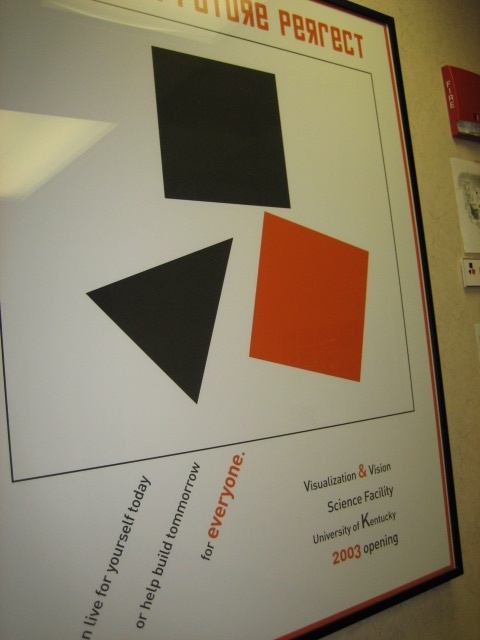 FUTURE PERFECT
FIRE
live for yourself today
or help build tommorrow
for everyone.
Visualization & Vision
Science Facility
University of Kentucky
2003 opening